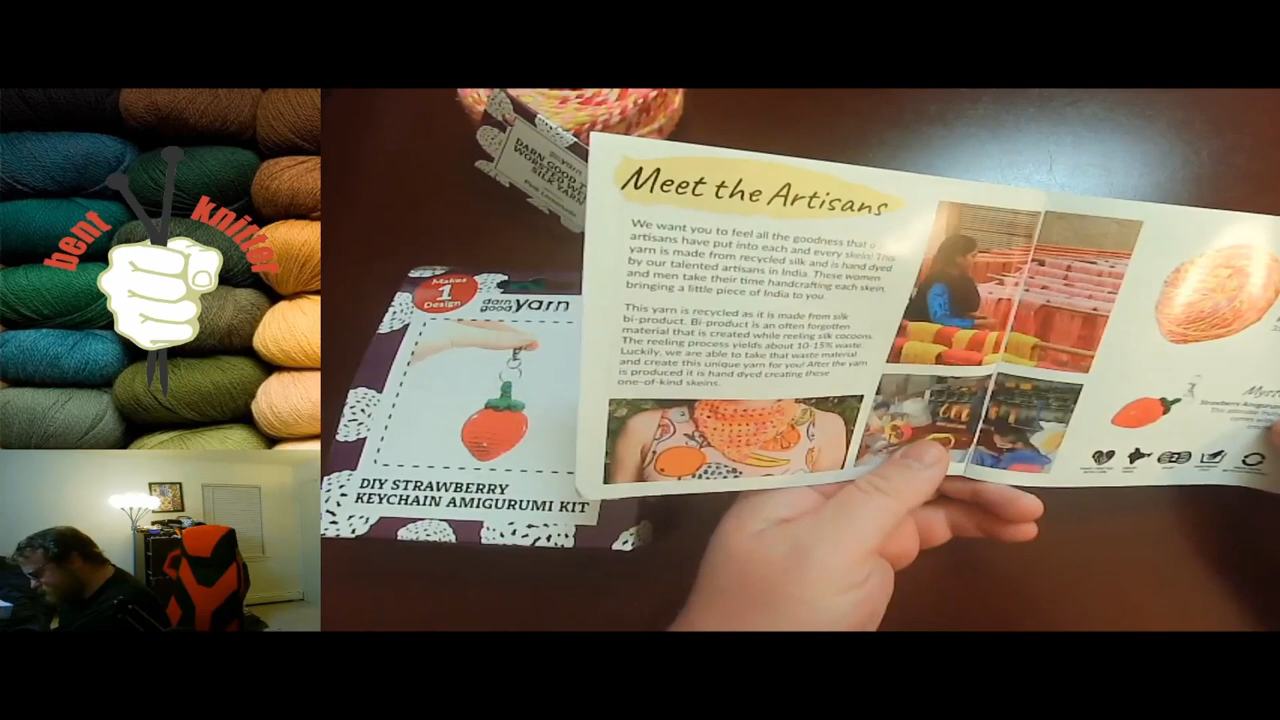 bent knitter
DARN GOOD
WORSTED WE
SILK YARN
Makes
1
Design
darn
good yarn
DIY STRAWBERRY
KEYCHAIN AMIGURUMI KIT
Meet the Artisans
We want you to feel all the goodness that
artisans have put into each and every skein! This
yarn is made from recycled silk and is hand dyed
by our talented artisans in India. These women
and men take their time handcrafting each skein,
bringing a little piece of India to you.
This yarn is recycled as it is made from silk
bi-product. Bi-product is an often forgotten
material that is created while reeling silk cocoons.
The reeling process yields about 10-15% waste.
Luckily, we are able to take that waste material
and create this unique yarn for you! After the yarn
is produced it is hand dyed creating these
one-of-kind skeins.